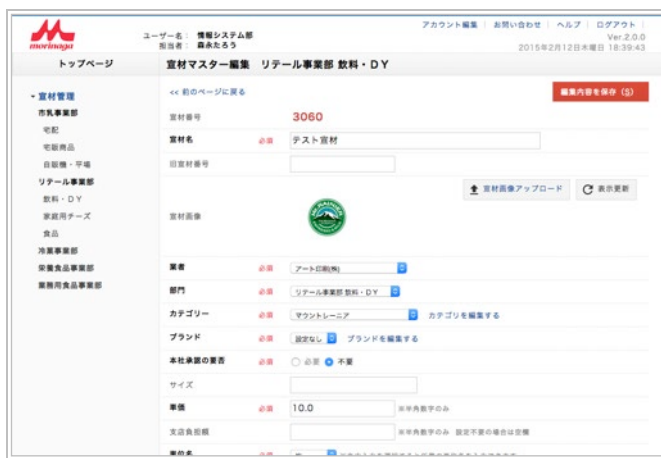 morinaga
ユーザー名： 情報システム部
担当者： 森永たろう
アカウント編集 | お問い合わせ | ヘルプ | ログアウト
Ver.2.0.0
2015年2月12日木曜日 18:39:43
トップページ
宣材マスター編集 リテール事業部 飲料・ＤＹ
宣材管理
市乳事業部
宅配
宅販商品
自販機・平場
リテール事業部
飲料・ＤＹ
家庭用チーズ
食品
冷菓事業部
栄養食品事業部
業務用食品事業部
<< 前のページに戻る
編集内容を保存 (S)
宣材番号 3060
宣材名 必須 テスト宣材
旧宣材番号
宣材画像アップロード 表示更新
宣材画像
MT.RAINIER
業者 必須 アート印刷(株)
部門 必須 リテール事業部 飲料・ＤＹ
カテゴリー 必須 マウントレーニア カテゴリを編集する
ブランド 必須 設定なし ブランドを編集する
本社承認の要否 必須 必要 不要
サイズ
単価 必須 10.0 ※半角数字のみ
支店負担額 ※半角数字のみ 設定不要の場合は空欄